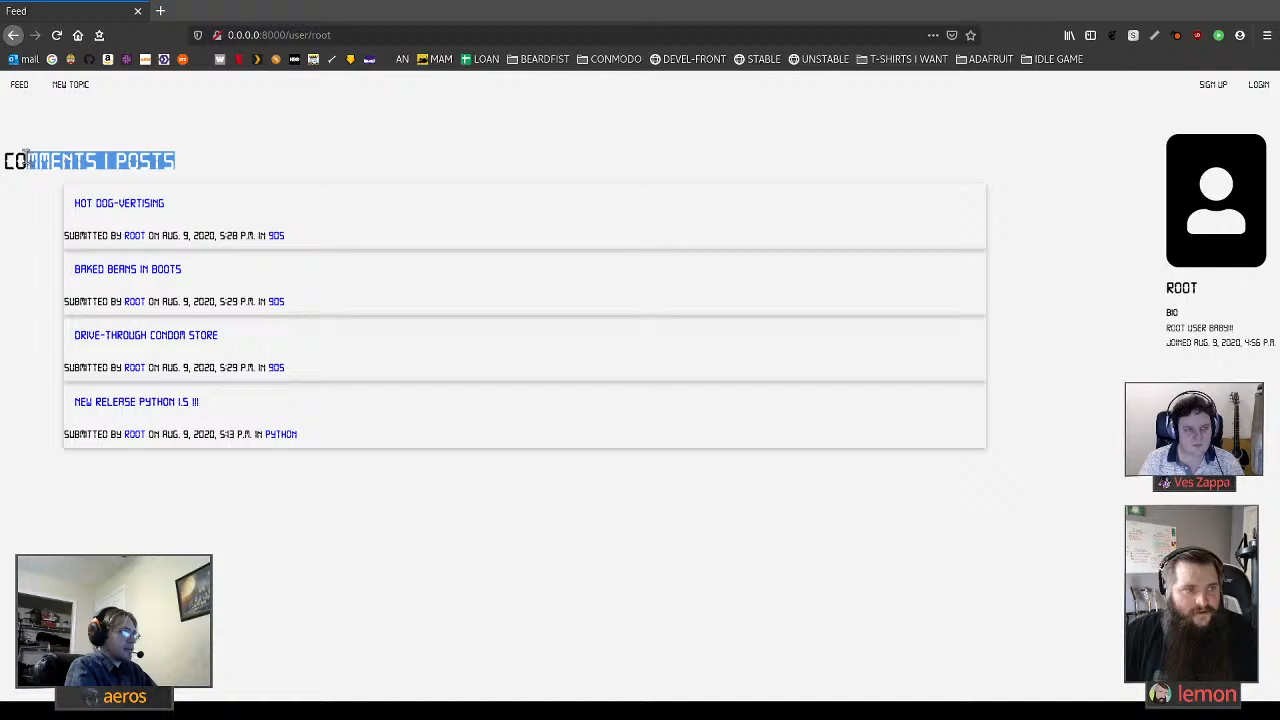 Feed
0.0.0.0:8000/user/root
mail
AN
MAM
LOAN
BEARDFIST
CONMODO
DEVEL-FRONT
STABLE
UNSTABLE
T-SHIRTS I WANT
ADAFRUIT
IDLE GAME
FEED
NEW TOPIC
SIGN UP
LOGIN
COMMENTS | POSTS
HOT DOG-VERTISING
SUBMITTED BY ROOT ON AUG. 9, 2020, 5:28 P.M. IN 90S
BAKED BEANS IN BOOTS
SUBMITTED BY ROOT ON AUG. 9, 2020, 5:29 P.M. IN 90S
DRIVE-THROUGH CONDOM STORE
SUBMITTED BY ROOT ON AUG. 9, 2020, 5:29 P.M. IN 90S
NEW RELEASE PYTHON 1.5 !!!
SUBMITTED BY ROOT ON AUG. 9, 2020, 5:13 P.M. IN PYTHON
ROOT
BIO
ROOT USER BABY!!!
JOINED AUG. 9, 2020, 4:56 P.M.
Ves Zappa
aeros
lemon